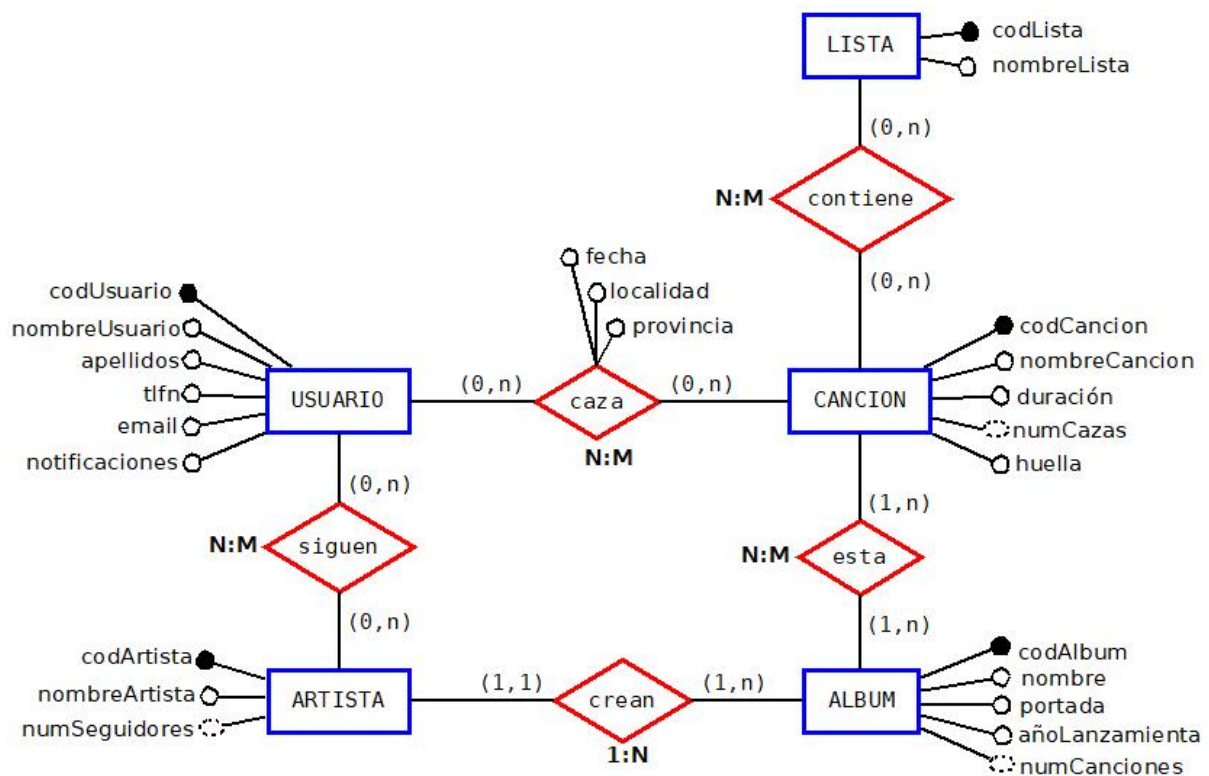 LISTA
codLista
nombreLista
(0,n)
N:M
contiene
(0,n)
fecha
localidad
provincia
codUsuario
nombreUsuario
apellidos
tlfn
email
notificaciones
USUARIO
(0,n)
caza
(0,n)
N:M
CANCION
codCancion
nombreCancion
duración
numCazas
huella
(0,n)
N:M
siguen
(0,n)
(1,n)
N:M
esta
(1,n)
codArtista
nombreArtista
numSeguidores
ARTISTA
(1,1)
crean
(1,n)
1:N
ALBUM
codAlbum
nombre
portada
añoLanzamienta
numCanciones